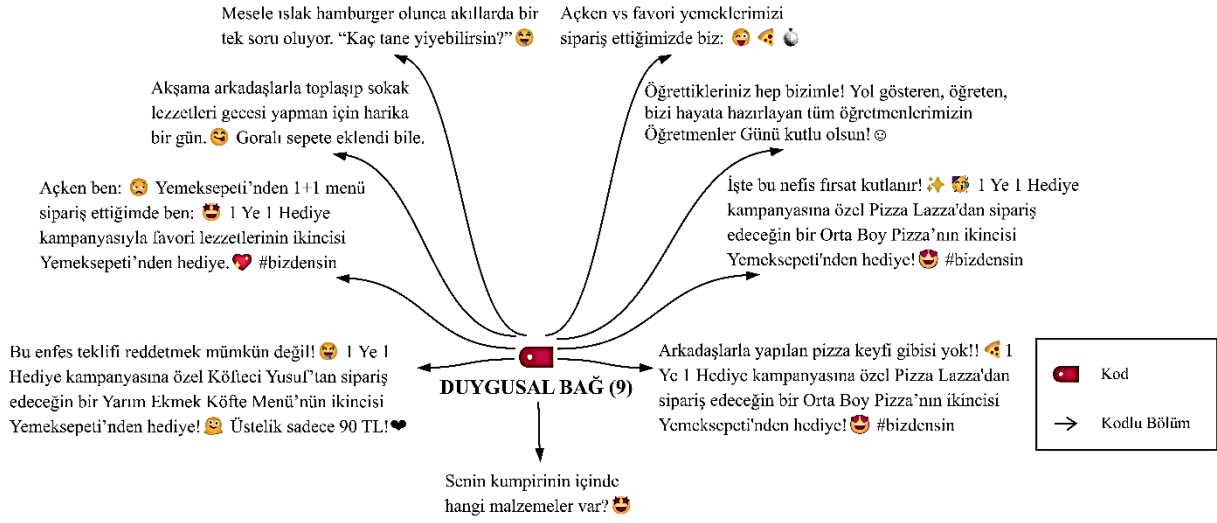 Mesele ıslak hamburger olunca akıllarda bir
tek soru oluyor. “Kaç tane yiyebilirsin?” 🤪
Açken vs favori yemeklerimizi
sipariş ettiğimizde biz: 😜 🍕 ⏱
Akşama arkadaşlarla toplaşıp sokak
lezzetleri gecesi yapman için harika
bir gün. 😋 Goralı sepete eklendi bile.
Öğrettikleriniz hep bizimle! Yol gösteren, öğreten,
bizi hayata hazırlayan tüm öğretmenlerimizin
Öğretmenler Günü kutlu olsun!☺
Açken ben: 😩 Yemeksepeti’nden 1+1 menü
sipariş ettiğimde ben: 🤩 1 Ye 1 Hediye
kampanyasıyla favori lezzetlerinin ikincisi
Yemeksepeti’nden hediye.💖 #bizdensin
İşte bu nefis fırsat kutlanır! ✨ 🥳 1 Ye 1 Hediye
kampanyasına özel Pizza Lazza'dan sipariş
edeceğin bir Orta Boy Pizza’nın ikincisi
Yemeksepeti'nden hediye! 😍 #bizdensin
Bu enfes teklifi reddetmek mümkün değil! 😝 1 Ye 1
Hediye kampanyasına özel Köfteci Yusuf’tan sipariş
edeceğin bir Yarım Ekmek Köfte Menü’nün ikincisi
Yemeksepeti’nden hediye! 🤗 Üstelik sadece 90 TL!❤
DUYGUSAL BAĞ (9)
Arkadaşlarla yapılan pizza keyfi gibisi yok!! 🍕 1
Ye 1 Hediye kampanyasına özel Pizza Lazza'dan
sipariş edeceğin bir Orta Boy Pizza’nın ikincisi
Yemeksepeti'nden hediye! 😍 #bizdensin
Senin kumpirinin içinde
hangi malzemeler var? 🤩
Kod
Kodlu Bölüm